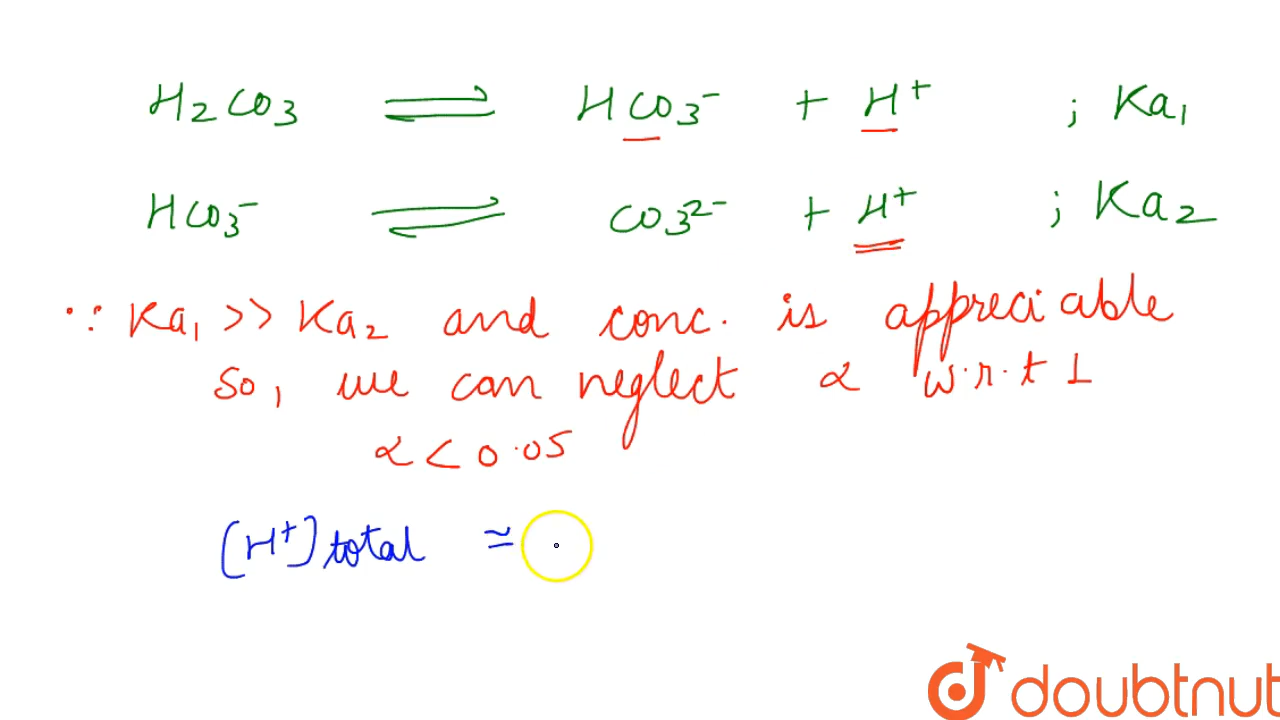 H₂CO₃ ⇌ HCO₃⁻ + H⁺ ; Ka₁
HCO₃⁻ ⇌ CO₃²⁻ + H⁺ ; Ka₂
∵ Ka₁ >> Ka₂ and conc. is appreciable
so, we can neglect α w.r.t 1
α < 0.05
[H⁺] total ≃
doubtnut